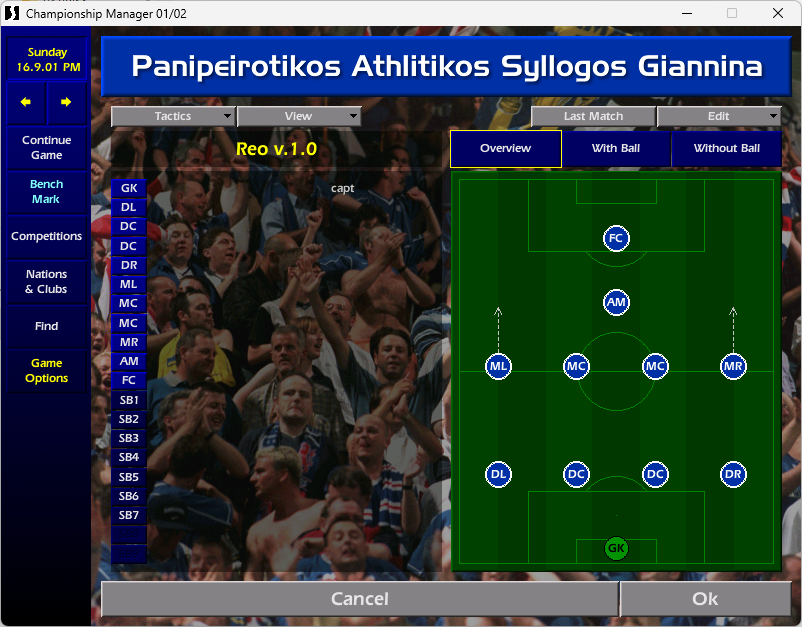 Championship Manager 01/02
Sunday
16.9.01 PM
Continue
Game
Bench
Mark
Competitions
Nations
& Clubs
Find
Game
Options
Panipeirotikos Athlitikos Syllogos Giannina
Tactics
View
Last Match
Edit
Reo v.1.0
Overview
With Ball
Without Ball
GK
capt
DL
DC
DC
DR
ML
MC
MC
MR
AM
FC
SB1
SB2
SB3
SB4
SB5
SB6
SB7
FC
AM
ML
MC
MC
MR
DL
DC
DC
DR
GK
Cancel
Ok